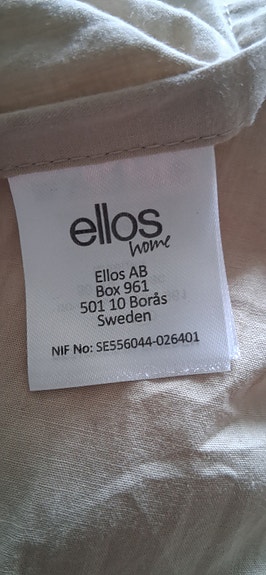 ellos
home
Ellos AB
Box 961
501 10 Borås
Sweden
NIF No: SE556044-026401